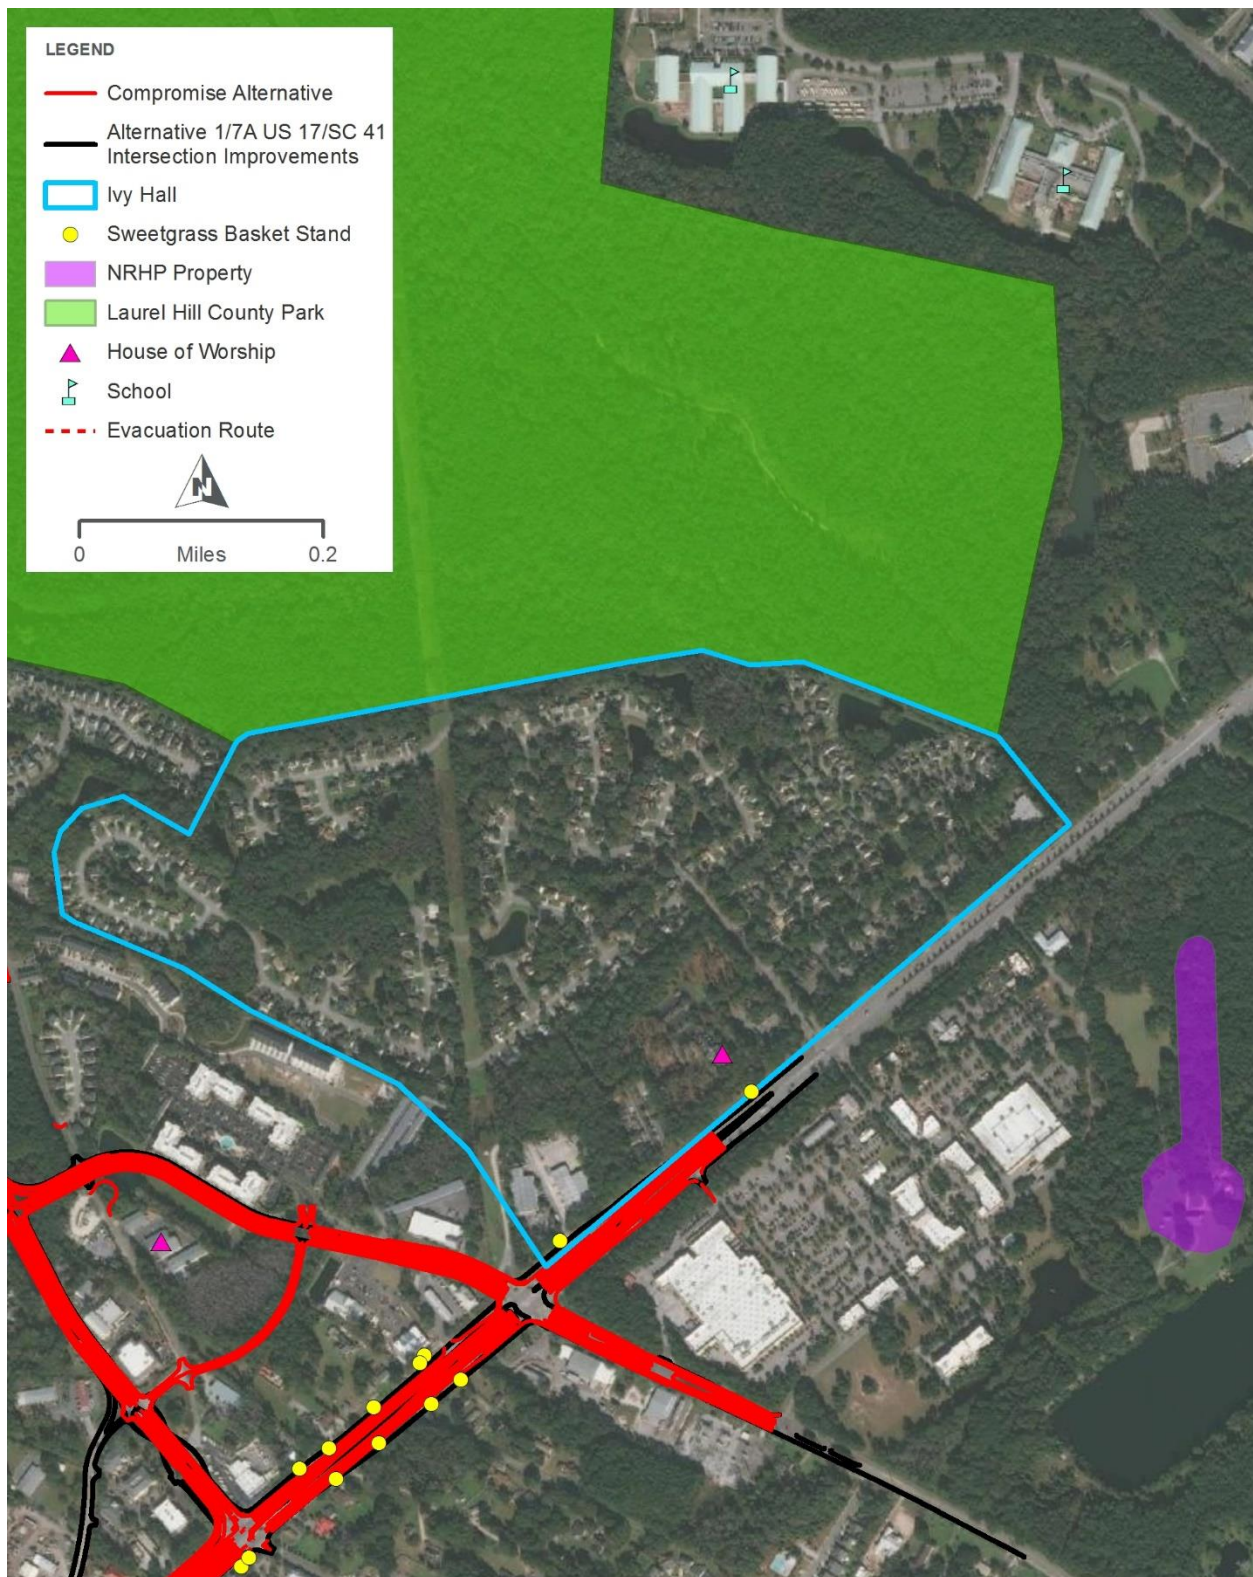 LEGEND
Compromise Alternative
Alternative 1/7A US 17/SC 41
Intersection Improvements
Ivy Hall
Sweetgrass Basket Stand
NRHP Property
Laurel Hill County Park
House of Worship
School
Evacuation Route
N
0 Miles 0.2